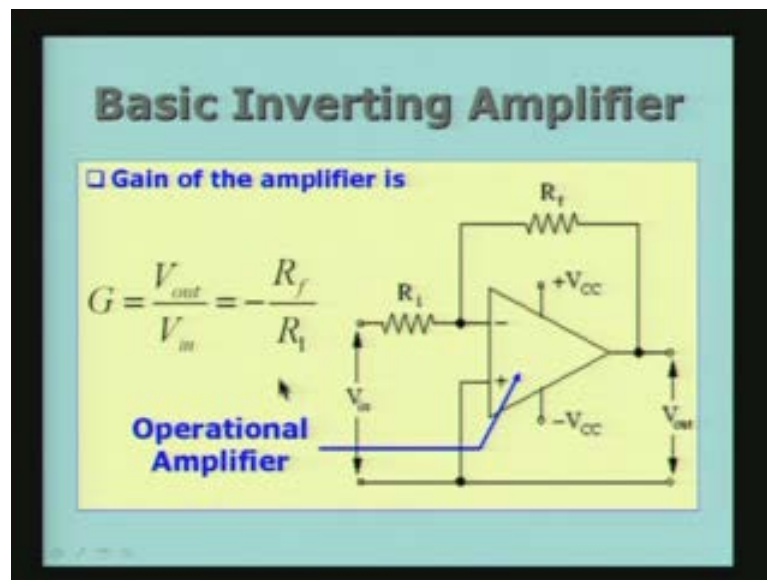 Basic Inverting Amplifier
❑ Gain of the amplifier is
G = V_out / V_in = - R_f / R_1
R_f
R_1
+V_CC
−
+
-V_CC
V_in
V_out
Operational
Amplifier